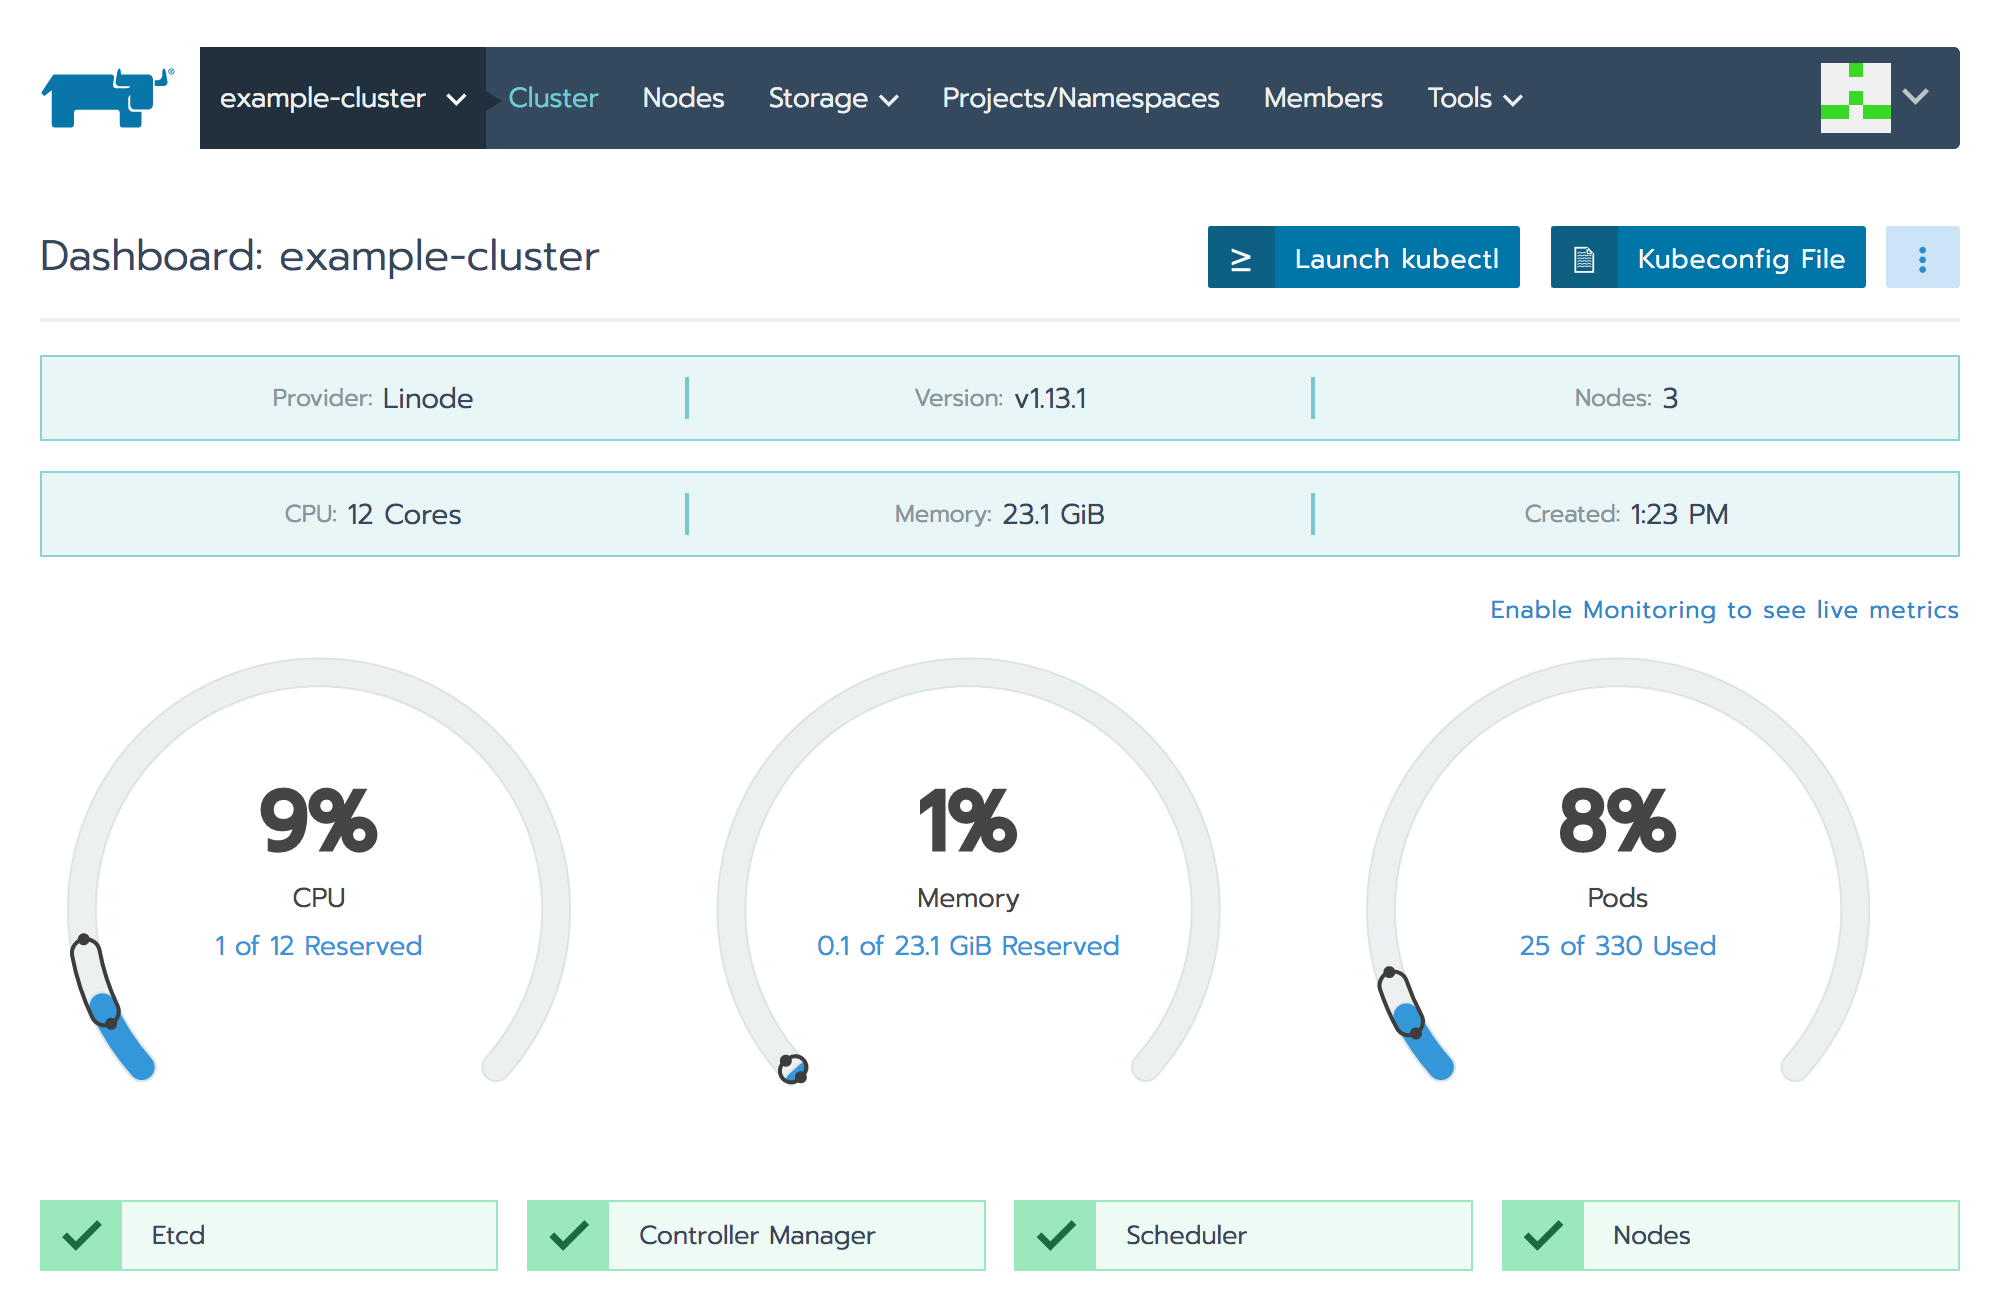 example-cluster Cluster Nodes Storage Projects/Namespaces Members Tools
Dashboard: example-cluster
Launch kubectl
Kubeconfig File
Provider: Linode
Version: v1.13.1
Nodes: 3
CPU: 12 Cores
Memory: 23.1 GiB
Created: 1:23 PM
Enable Monitoring to see live metrics
9%
CPU
1 of 12 Reserved
1%
Memory
0.1 of 23.1 GiB Reserved
8%
Pods
25 of 330 Used
Etcd
Controller Manager
Scheduler
Nodes